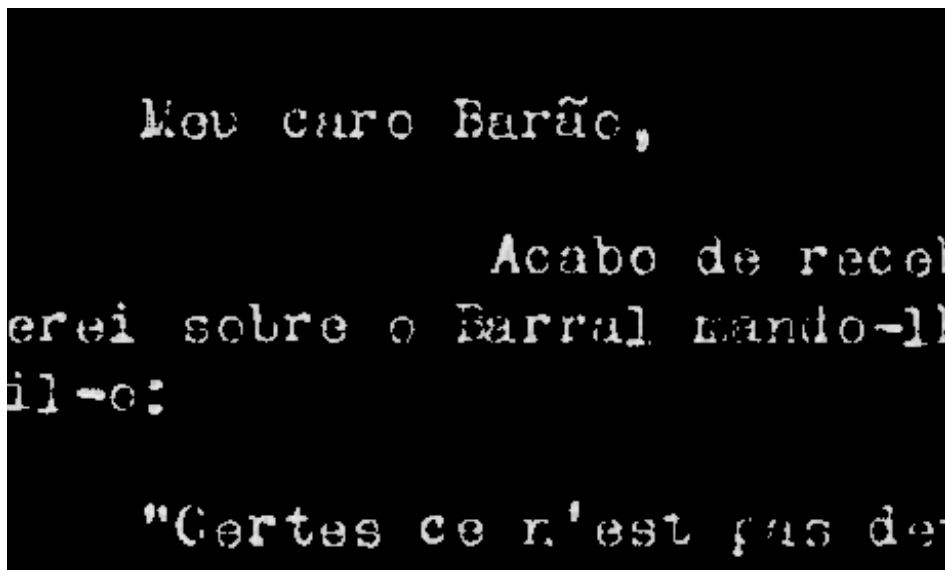 Meu caro Barão,
Acabo de receb
erei sobre o Barral mando-lh
il-o:
"Certes ce n'est pas de